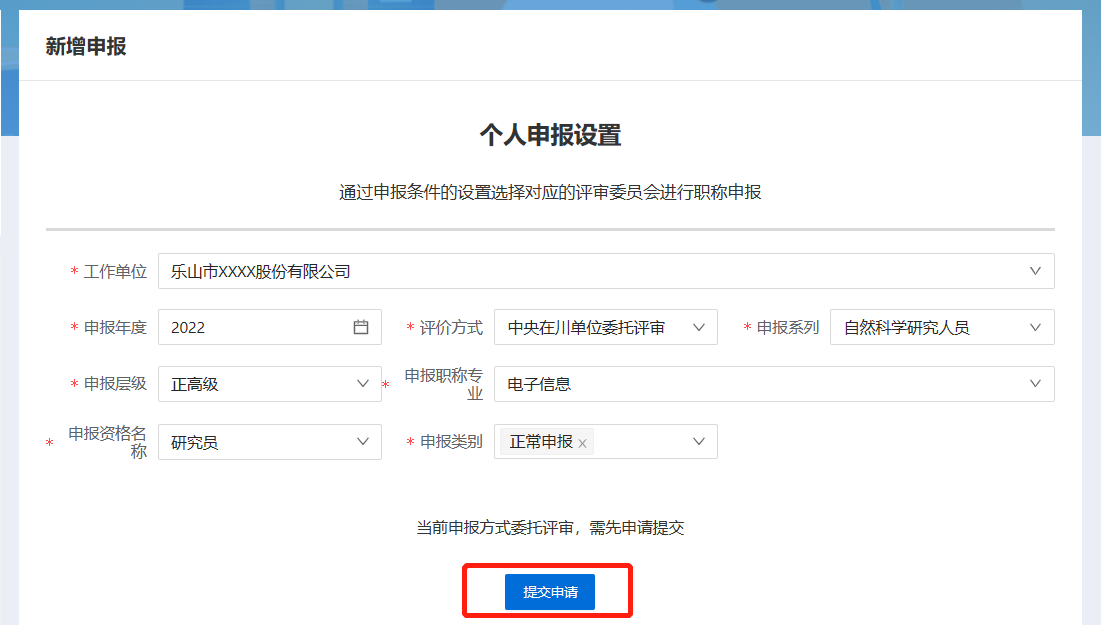 新增申报
个人申报设置
通过申报条件的设置选择对应的评审委员会进行职称申报
* 工作单位 乐山市XXXX股份有限公司
* 申报年度 2022 * 评价方式 中央在川单位委托评审 * 申报系列 自然科学研究人员
* 申报层级 正高级 * 申报职称专业 电子信息
* 申报资格名称 研究员 * 申报类别 正常申报 ×
当前申报方式委托评审，需先申请提交
提交申请